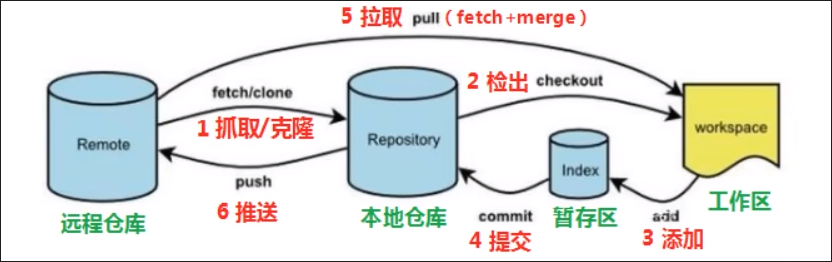 5 拉取 pull（fetch+merge）
fetch/clone
2 检出 checkout
1 抓取/克隆
Remote
Repository
workspace
Index
push
6 推送
远程仓库
本地仓库
commit
4 提交
暂存区
add
3 添加
工作区